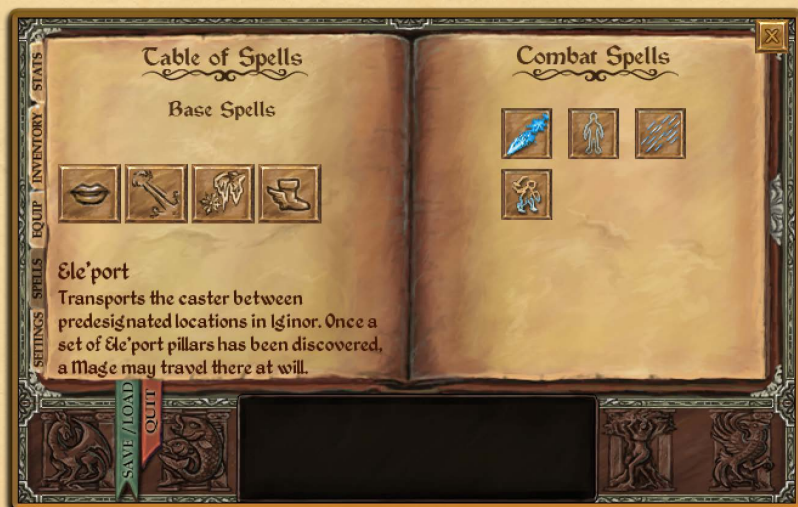 Table of Spells
Base Spells
Ele'port
Transports the caster between
predesignated locations in Iginor. Once a
set of Ele'port pillars has been discovered,
a Mage may travel there at will.
Combat Spells
STATS
INVENTORY
EQUIP
SPELLS
SETTINGS
SAVE/LOAD
QUIT
X